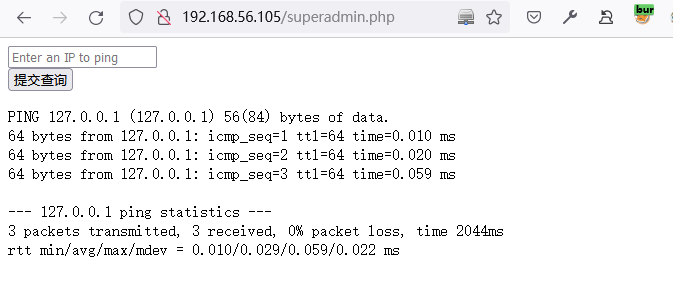 192.168.56.105/superadmin.php
bur
Enter an IP to ping
提交查询
PING 127.0.0.1 (127.0.0.1) 56(84) bytes of data.
64 bytes from 127.0.0.1: icmp_seq=1 ttl=64 time=0.010 ms
64 bytes from 127.0.0.1: icmp_seq=2 ttl=64 time=0.020 ms
64 bytes from 127.0.0.1: icmp_seq=3 ttl=64 time=0.059 ms
--- 127.0.0.1 ping statistics ---
3 packets transmitted, 3 received, 0% packet loss, time 2044ms
rtt min/avg/max/mdev = 0.010/0.029/0.059/0.022 ms